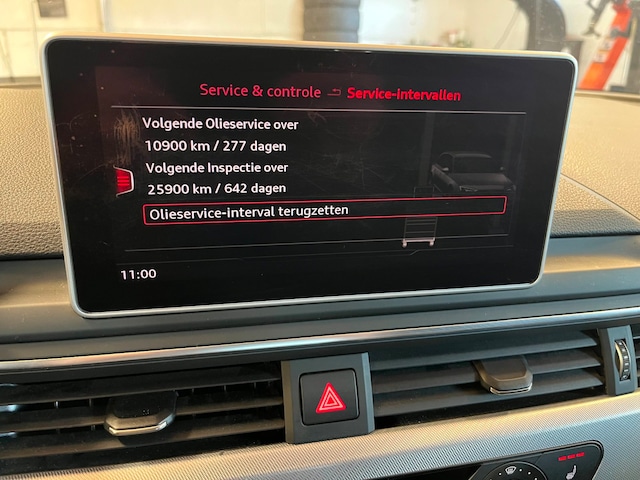 Service & controle Service-intervallen
Volgende Olieservice over
10900 km / 277 dagen
Volgende Inspectie over
25900 km / 642 dagen
Olieservice-interval terugzetten
11:00